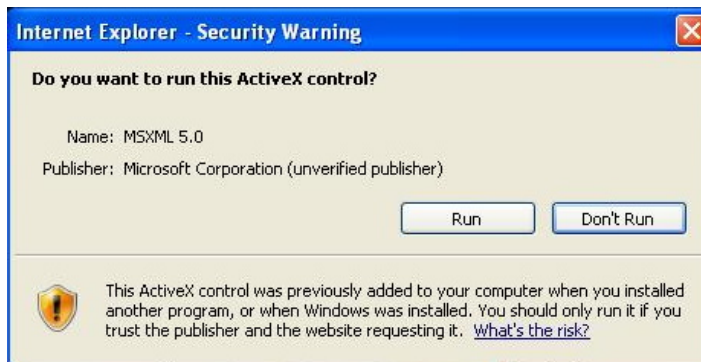 Internet Explorer - Security Warning
Do you want to run this ActiveX control?
Name: MSXML 5.0
Publisher: Microsoft Corporation (unverified publisher)
Run Don't Run
This ActiveX control was previously added to your computer when you installed
another program, or when Windows was installed. You should only run it if you
trust the publisher and the website requesting it. What's the risk?